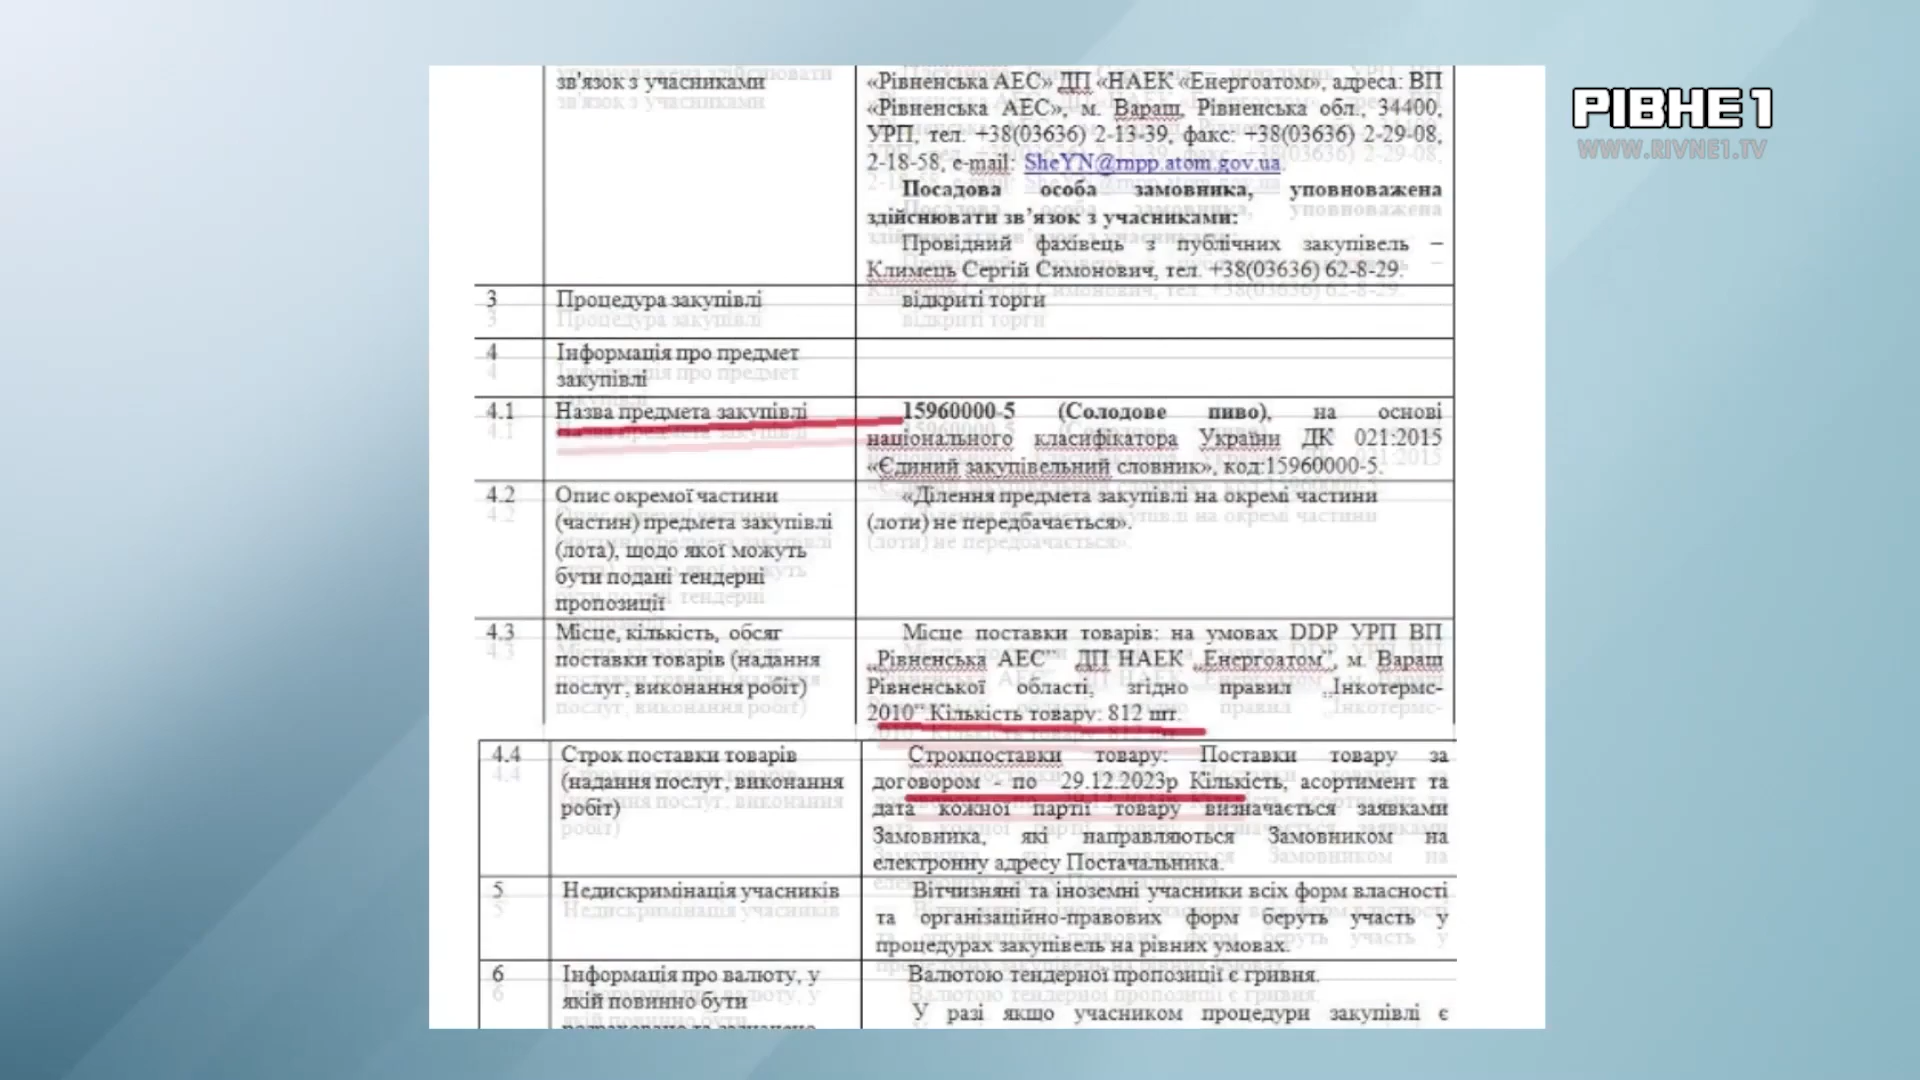 РІВНЕ 1
WWW.RIVNE1.TV
зв'язок з учасниками
«Рівненська АЕС» ДП «НАЕК «Енергоатом», адреса: ВП
«Рівненська АЕС», м. Вараш, Рівненська обл., 34400,
УРП, тел. +38(03636) 2-13-39, факс: +38(03636) 2-29-08,
2-18-58, e-mail: SheYN@rnpp.atom.gov.ua.
Посадова особа замовника, уповноважена
здійснювати зв’язок з учасниками:
Провідний фахівець з публічних закупівель –
Климець Сергій Симонович, тел. +38(03636) 62-8-29.
3
Процедура закупівлі
відкриті торги
4
Інформація про предмет
закупівлі
4.1
Назва предмета закупівлі
15960000-5 (Солодове пиво), на основі
національного класифікатора України ДК 021:2015
«Єдиний закупівельний словник», код:15960000-5.
4.2
Опис окремої частини
(частин) предмета закупівлі
(лота), щодо якої можуть
бути подані тендерні
пропозиції
«Ділення предмета закупівлі на окремі частини
(лоти) не передбачається».
4.3
Місце, кількість, обсяг
поставки товарів (надання
послуг, виконання робіт)
Місце поставки товарів: на умовах DDP УРП ВП
„Рівненська АЕС” ДП НАЕК „Енергоатом”, м. Вараш
Рівненської області, згідно правил „Інкотермс-
2010”.Кількість товару: 812 шт.
4.4
Строк поставки товарів
(надання послуг, виконання
робіт)
Строкпоставки товару: Поставки товару за
договором - по 29.12.2023р Кількість, асортимент та
дата кожної партії товару визначається заявками
Замовника, які направляються Замовником на
електронну адресу Постачальника.
5
Недискримінація учасників
Вітчизняні та іноземні учасники всіх форм власності
та організаційно-правових форм беруть участь у
процедурах закупівель на рівних умовах.
6
Інформація про валюту, у
якій повинно бути
Валютою тендерної пропозиції є гривня.
У разі якщо учасником процедури закупівлі є